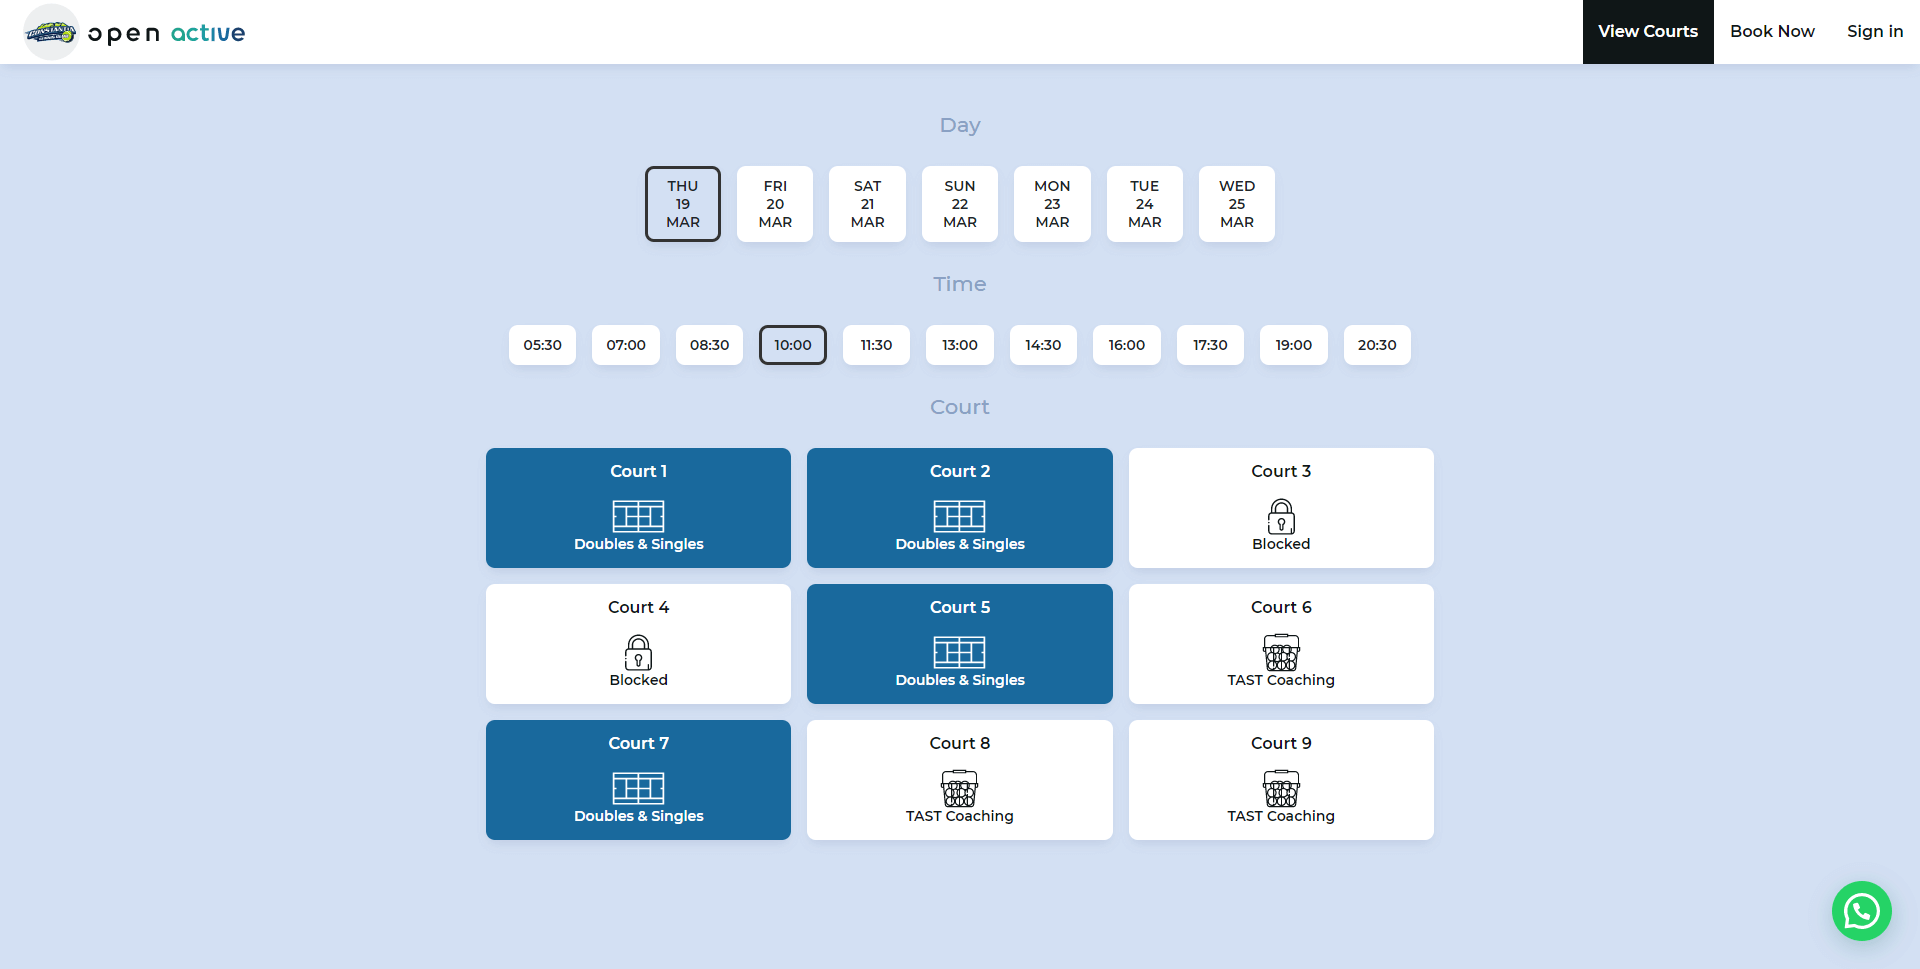 CONSTANTIA
open active
View Courts
Book Now
Sign in
Day
THU
19
MAR
FRI
20
MAR
SAT
21
MAR
SUN
22
MAR
MON
23
MAR
TUE
24
MAR
WED
25
MAR
Time
05:30
07:00
08:30
10:00
11:30
13:00
14:30
16:00
17:30
19:00
20:30
Court
Court 1
Doubles & Singles
Court 2
Doubles & Singles
Court 3
Blocked
Court 4
Blocked
Court 5
Doubles & Singles
Court 6
TAST Coaching
Court 7
Doubles & Singles
Court 8
TAST Coaching
Court 9
TAST Coaching